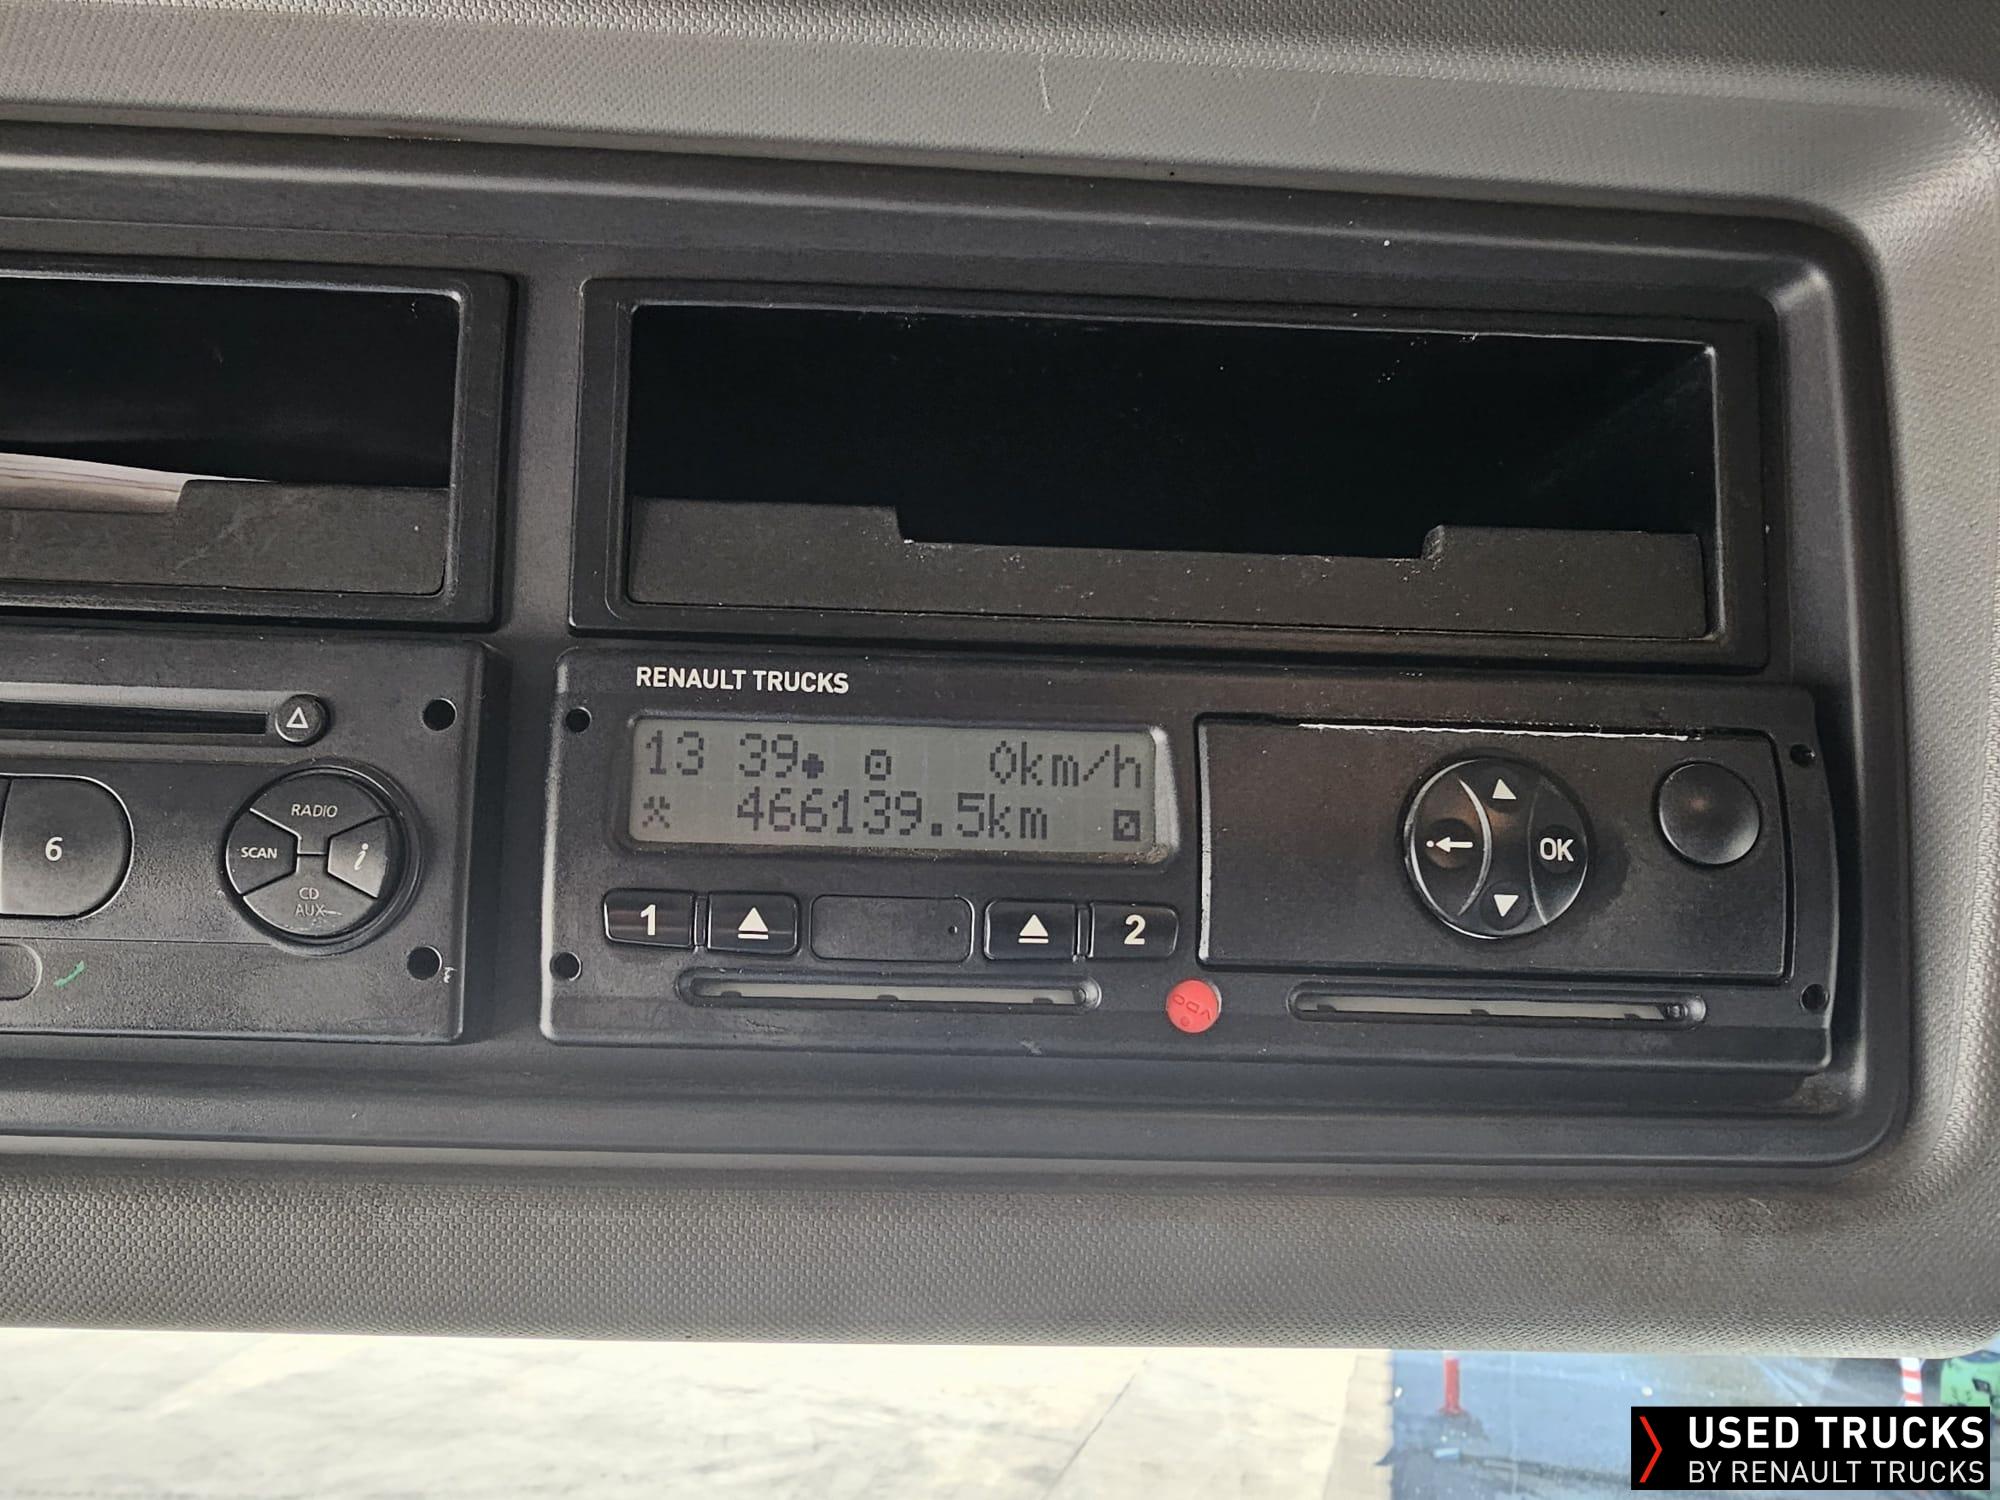 RENAULT TRUCKS
13 39 0km/h
466139.5km
RADIO
SCAN
i
CD
AUX
6
OK
1
2
VDO
USED TRUCKS
BY RENAULT TRUCKS